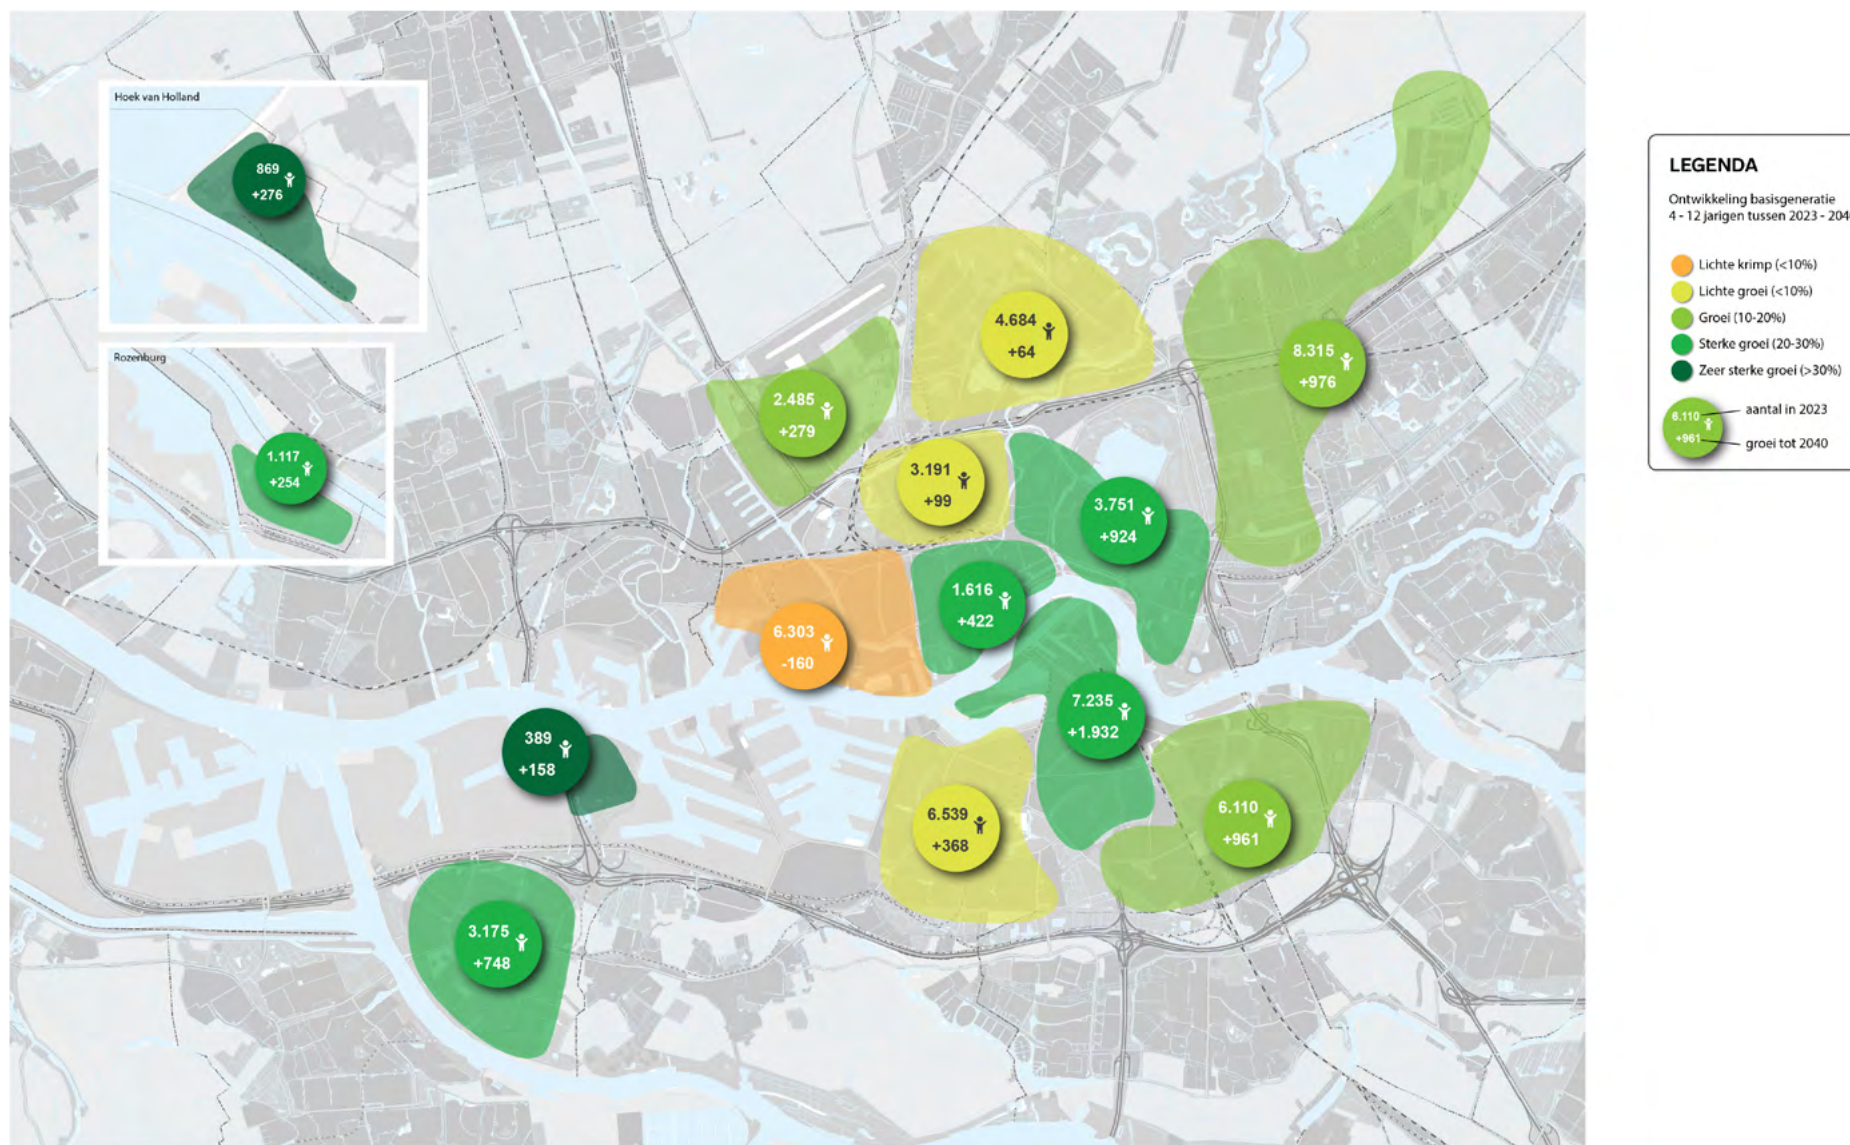 Hoek van Holland
869
+276
Rozenburg
1.117
+254
4.684
+64
8.315
+976
2.485
+279
3.191
+99
3.751
+924
1.616
+422
6.303
-160
7.235
+1.932
389
+158
6.539
+368
6.110
+961
3.175
+748
LEGENDA
Ontwikkeling basisgeneratie
4 - 12 jarigen tussen 2023 - 204
Lichte krimp (<10%)
Lichte groei (<10%)
Groei (10-20%)
Sterke groei (20-30%)
Zeer sterke groei (>30%)
6.110
+961
aantal in 2023
groei tot 2040